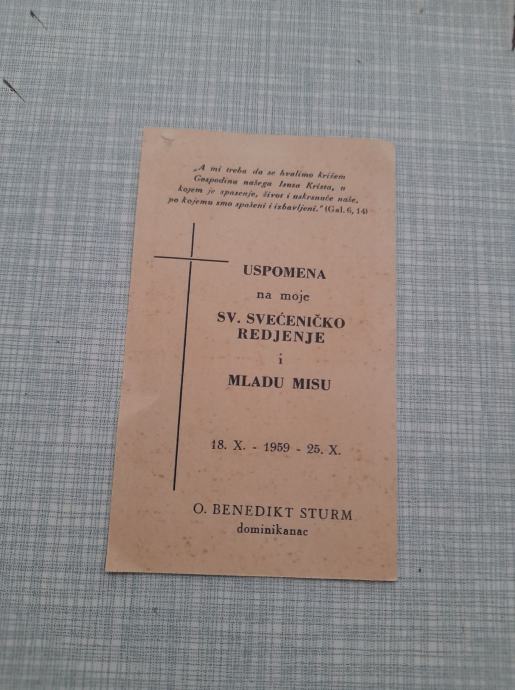 „A mi treba da se hvalimo križem
Gospodina našega Isusa Krista, u
kojem je spasenje, život i uskrsnuće naše,
po kojemu smo spašeni i izbavljeni." (Gal. 6, 14)
USPOMENA
na moje
SV. SVEĆENIČKO
REDJENJE
i
MLADU MISU
18. X. - 1959 - 25. X.
O. BENEDIKT STURM
dominikanac